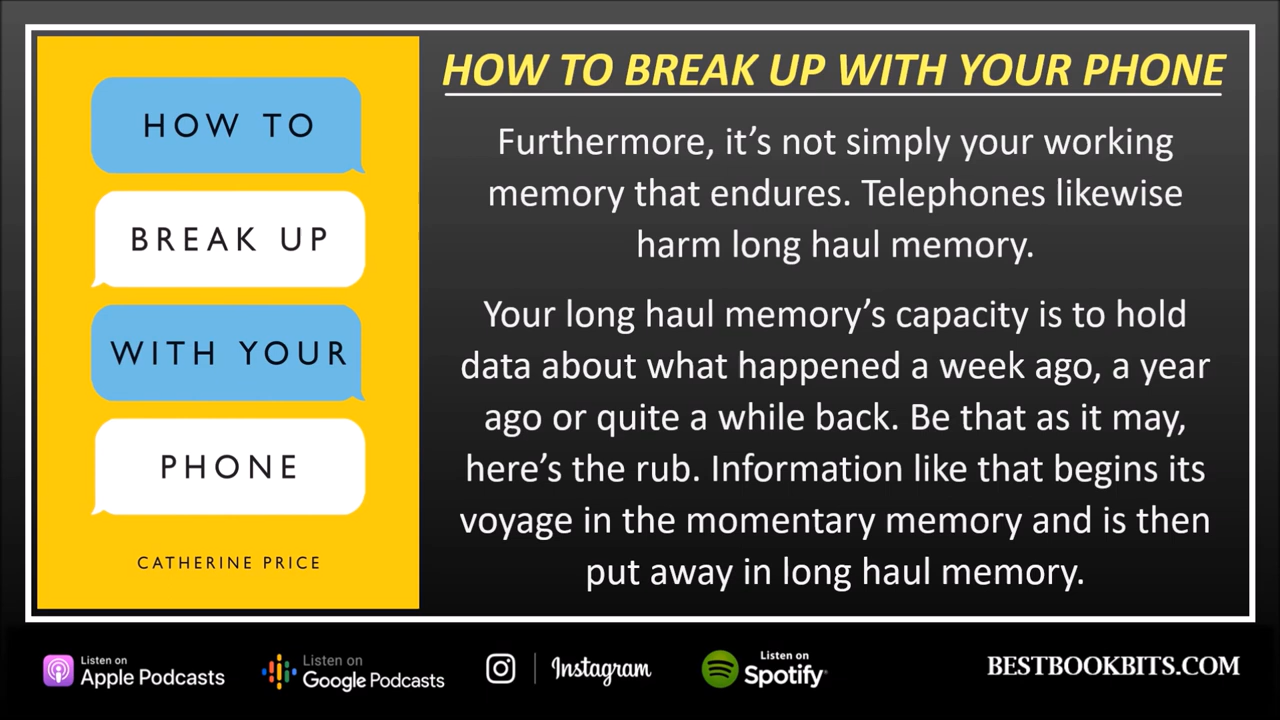 HOW TO
BREAK UP
WITH YOUR
PHONE
CATHERINE PRICE
HOW TO BREAK UP WITH YOUR PHONE
Furthermore, it’s not simply your working
memory that endures. Telephones likewise
harm long haul memory.
Your long haul memory’s capacity is to hold
data about what happened a week ago, a year
ago or quite a while back. Be that as it may,
here’s the rub. Information like that begins its
voyage in the momentary memory and is then
put away in long haul memory.
Listen on
Apple Podcasts
Listen on
Google Podcasts
Instagram
Listen on
Spotify
BESTBOOKBITS.COM